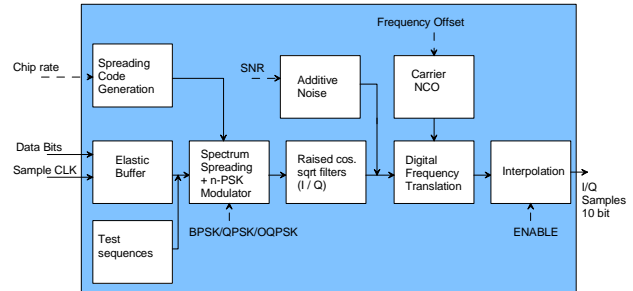 Frequency Offset
Chip rate
Spreading
Code
Generation
SNR
Additive
Noise
Carrier
NCO
Data Bits
Sample CLK
Elastic
Buffer
Spectrum
Spreading
+ n-PSK
Modulator
Raised cos.
sqrt filters
(I / Q)
Digital
Frequency
Translation
Interpolation
I/Q
Samples
10 bit
Test
sequences
BPSK/QPSK/OQPSK
ENABLE